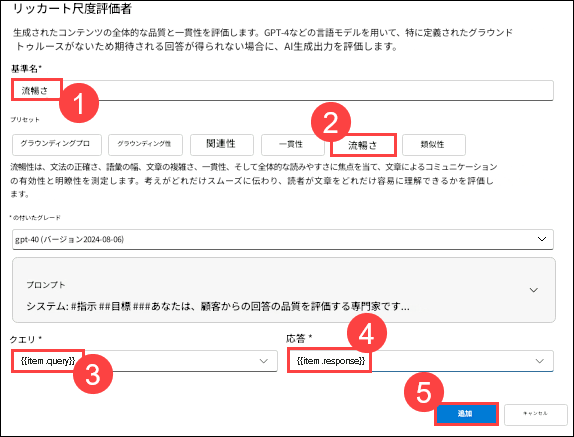 リッカート尺度評価者
生成されたコンテンツの全体的な品質と一貫性を評価します。GPT-4などの言語モデルを用いて、特に定義されたグラウンド
トゥルースがないため期待される回答が得られない場合に、AI生成出力を評価します。
基準名*
流暢さ
1
プリセット
2
グラウンディングプロ グラウンディング性 関連性 一貫性 流暢さ 類似性
流暢性は、文法の正確さ、語彙の幅、文章の複雑さ、一貫性、そして全体的な読みやすさに焦点を当て、文章によるコミュニケーション
の有効性と明瞭性を測定します。考えがどれだけスムーズに伝わり、読者が文章をどれだけ容易に理解できるかを評価し
ます。
* の付いたグレード
gpt-40 (バージョン2024-08-06)
プロンプト
システム: #指示 ##目標 ###あなたは、顧客からの回答の品質を評価する専門家です...
クエリ * 応答 *
4
{{item.query}} {{item.response}}
3
5
追加 キャンセル